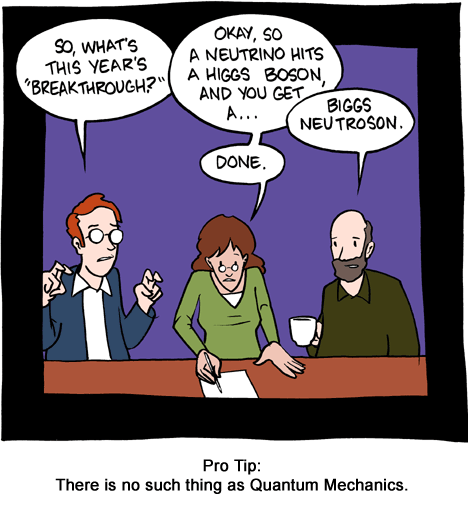 SO, WHAT'S
THIS YEAR'S
"BREAKTHROUGH?"
OKAY, SO
A NEUTRINO HITS
A HIGGS BOSON,
AND YOU GET
A...
BIGGS
NEUTROSON.
DONE.
Pro Tip:
There is no such thing as Quantum Mechanics.